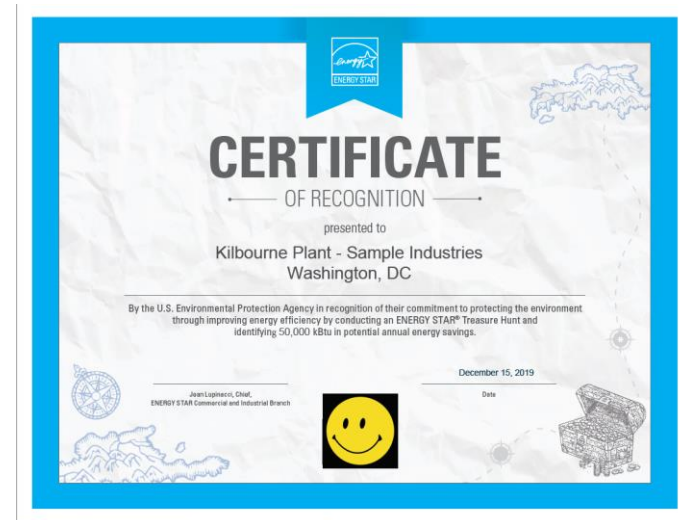 energy
ENERGY STAR
CERTIFICATE
OF RECOGNITION
presented to
Kilbourne Plant - Sample Industries
Washington, DC
By the U.S. Environmental Protection Agency in recognition of their commitment to protecting the environment
through improving energy efficiency by conducting an ENERGY STAR® Treasure Hunt and
identifying 50,000 kBtu in potential annual energy savings.
December 15, 2019
Jean Lupinacci, Chief,
ENERGY STAR Commercial and Industrial Branch
Date